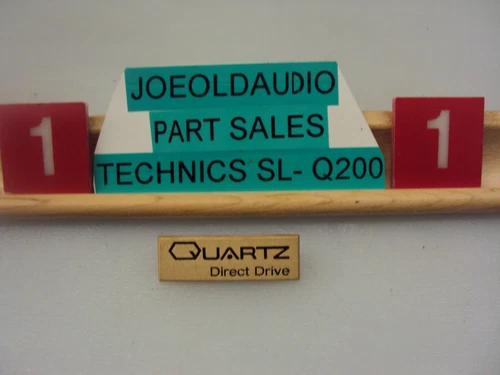 JOEOLDAUDIO
PART SALES
TECHNICS SL- Q200
1
1
QUARTZ
Direct Drive